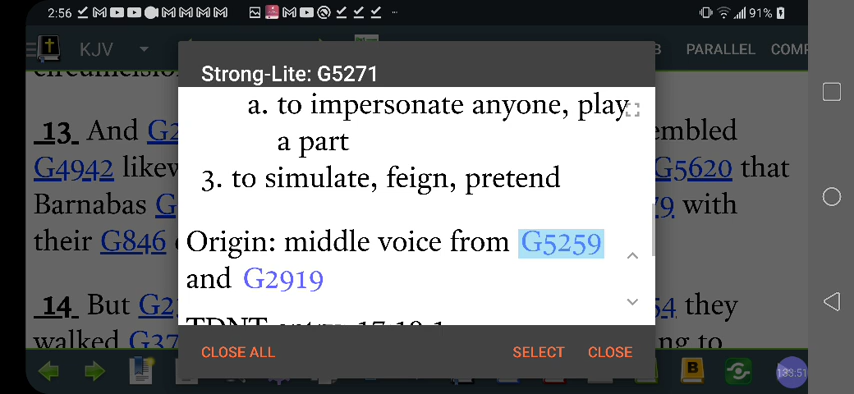 2:56
91%
KJV
PARALLEL
Strong-Lite: G5271
a. to impersonate anyone, play
a part
3. to simulate, feign, pretend
Origin: middle voice from G5259
and G2919
CLOSE ALL SELECT CLOSE
13 And
G4942
G5620 that
Barnabas with
their G846
14 But they
walked